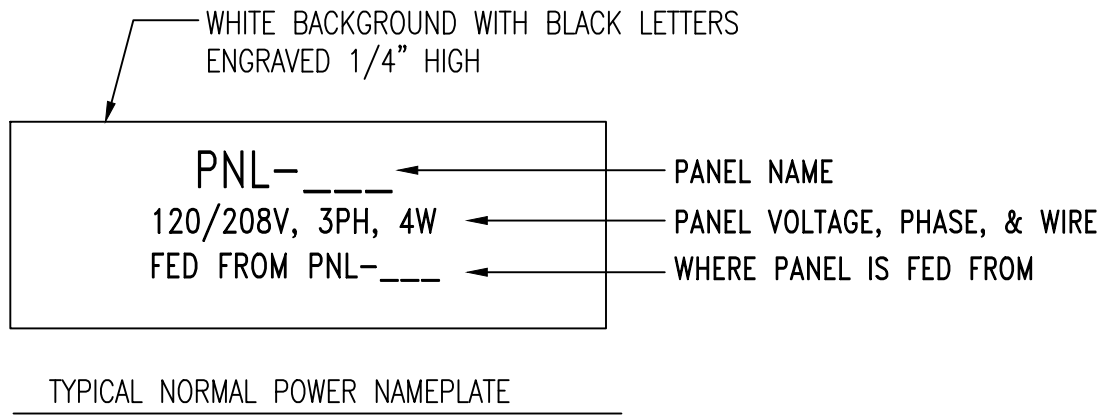 WHITE BACKGROUND WITH BLACK LETTERS
ENGRAVED 1/4” HIGH
PNL-___
PANEL NAME
120/208V, 3PH, 4W
PANEL VOLTAGE, PHASE, & WIRE
FED FROM PNL-___
WHERE PANEL IS FED FROM
TYPICAL NORMAL POWER NAMEPLATE